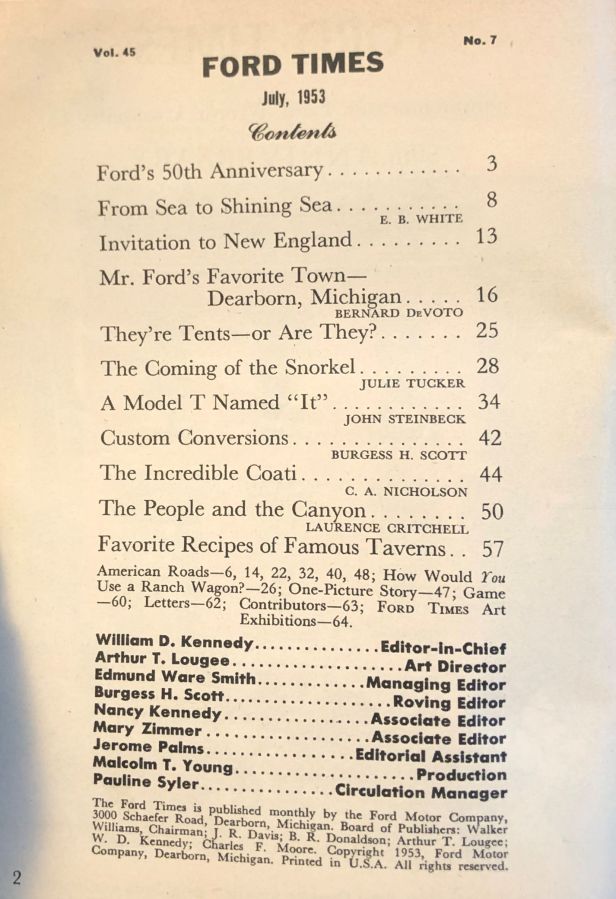 Vol. 45 No. 7
FORD TIMES
July, 1953
Contents
Ford's 50th Anniversary............ 3
From Sea to Shining Sea........... 8
E. B. WHITE
Invitation to New England......... 13
Mr. Ford's Favorite Town—
Dearborn, Michigan..... 16
BERNARD DeVOTO
They're Tents—or Are They?....... 25
The Coming of the Snorkel......... 28
JULIE TUCKER
A Model T Named "It"............ 34
JOHN STEINBECK
Custom Conversions............... 42
BURGESS H. SCOTT
The Incredible Coati.............. 44
C. A. NICHOLSON
The People and the Canyon........ 50
LAURENCE CRITCHELL
Favorite Recipes of Famous Taverns.. 57
American Roads—6, 14, 22, 32, 40, 48; How Would You
Use a Ranch Wagon?—26; One-Picture Story—47; Game
—60; Letters—62; Contributors—63; FORD TIMES Art
Exhibitions—64.
William D. Kennedy..............Editor-in-Chief
Arthur T. Lougee...................Art Director
Edmund Ware Smith.............Managing Editor
Burgess H. Scott..................Roving Editor
Nancy Kennedy...............Associate Editor
Mary Zimmer.................Associate Editor
Jerome Palms................Editorial Assistant
Malcolm T. Young....................Production
Pauline Syler...............Circulation Manager
The Ford Times is published monthly by the Ford Motor Company,
3000 Schaefer Road, Dearborn, Michigan. Board of Publishers: Walker
Williams, Chairman; J. R. Davis; B. R. Donaldson; Arthur T. Lougee;
W. D. Kennedy; Charles F. Moore. Copyright 1953, Ford Motor
Company, Dearborn, Michigan. Printed in U.S.A. All rights reserved.
2